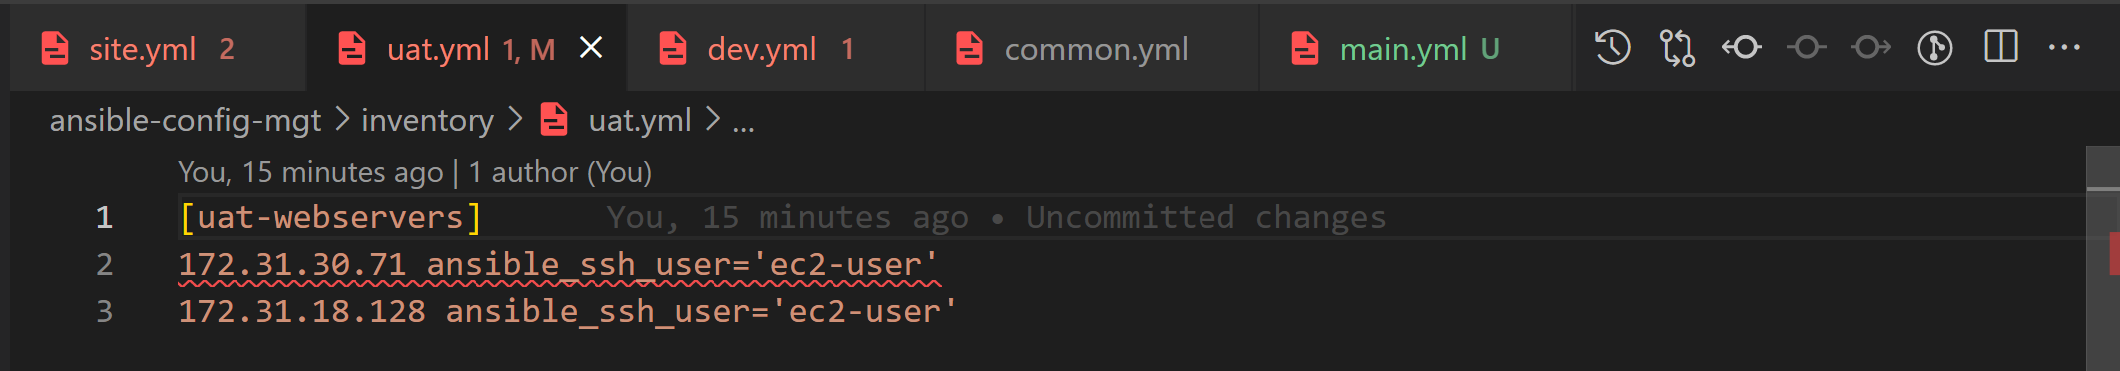 site.yml 2 uat.yml 1, M dev.yml 1 common.yml main.yml U
ansible-config-mgt > inventory > uat.yml > ...
You, 15 minutes ago | 1 author (You)
1 [uat-webservers] You, 15 minutes ago • Uncommitted changes
2 172.31.30.71 ansible_ssh_user='ec2-user'
3 172.31.18.128 ansible_ssh_user='ec2-user'